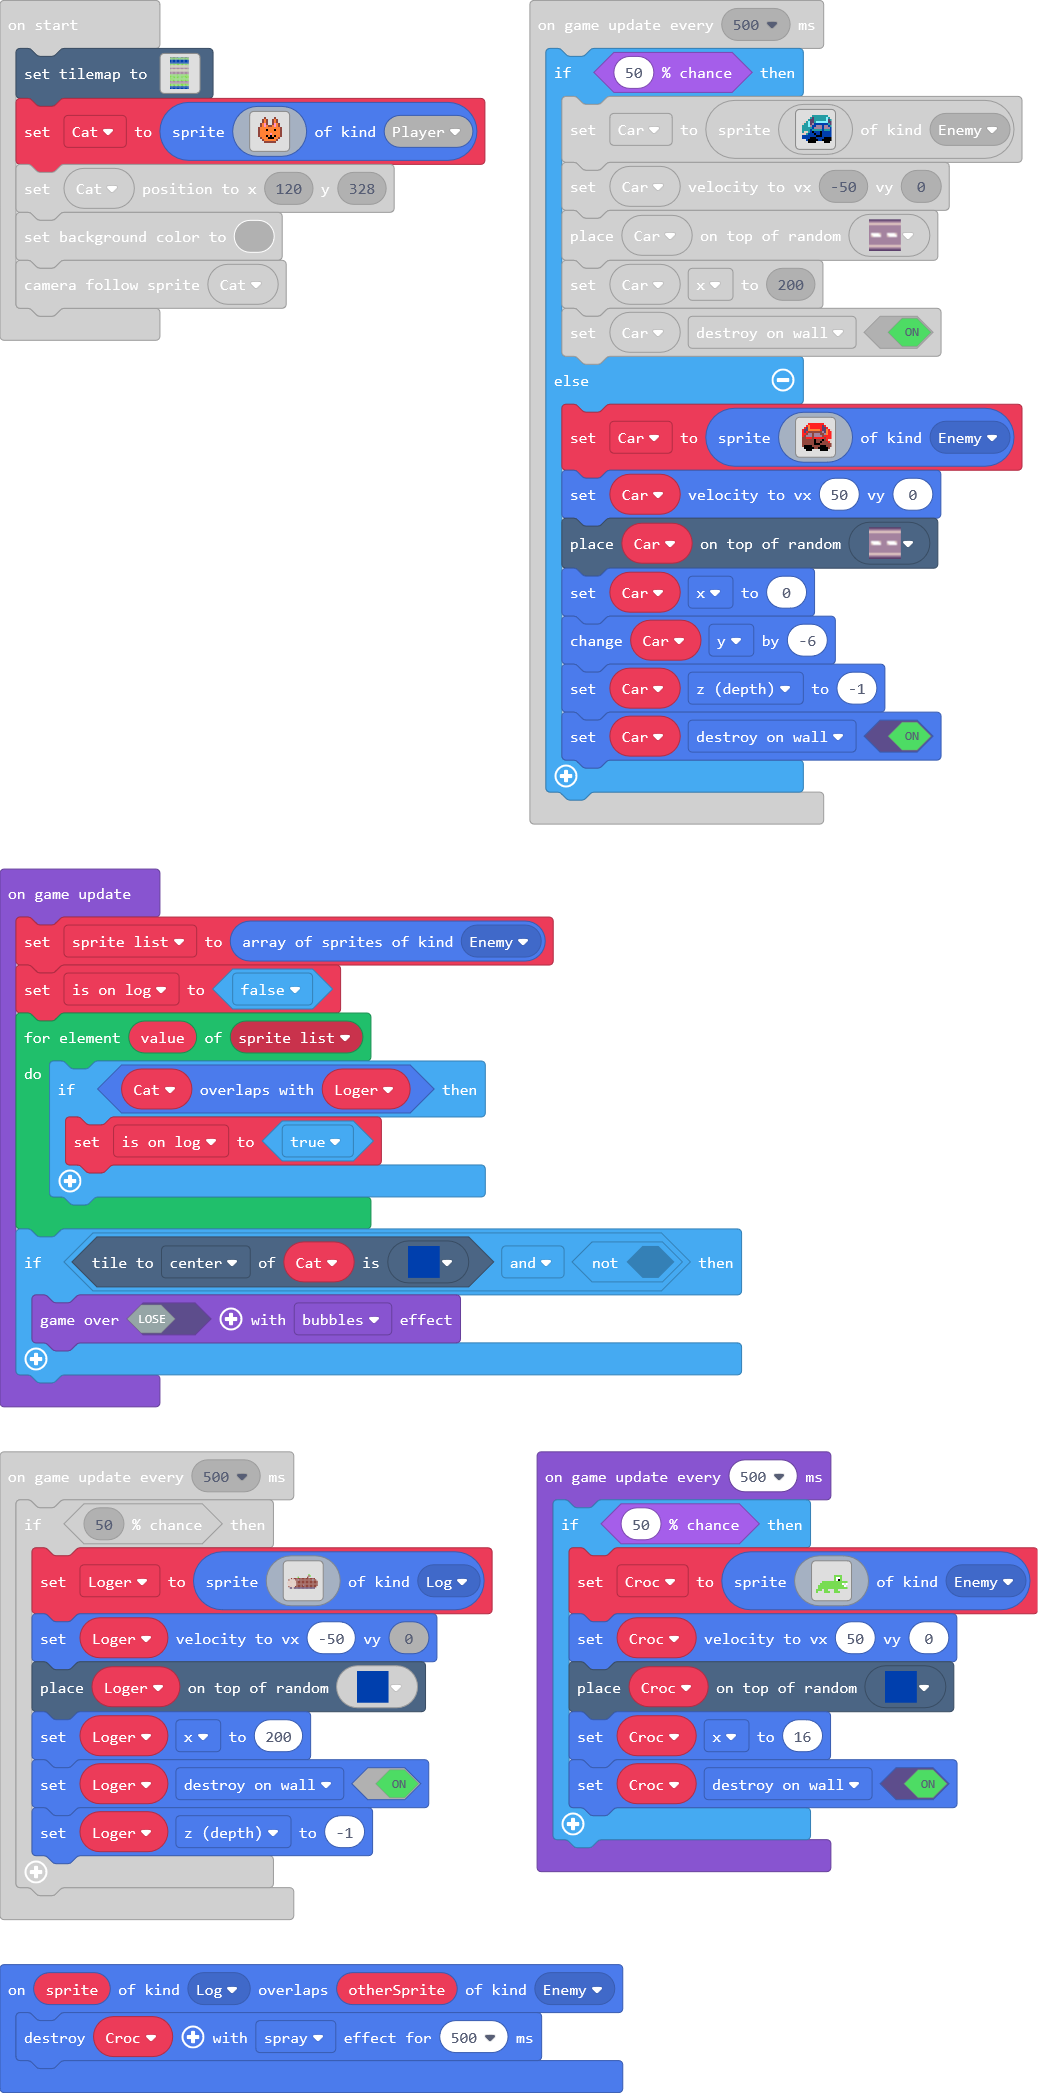 on start
set tilemap to
set Cat to sprite of kind Player
set Cat position to x 120 y 328
set background color to
camera follow sprite Cat
on game update every 500 ms
if 50 % chance then
set Car to sprite of kind Enemy
set Car velocity to vx -50 vy 0
place Car on top of random
set Car x to 200
set Car destroy on wall ON
else
set Car to sprite of kind Enemy
set Car velocity to vx 50 vy 0
place Car on top of random
set Car x to 0
change Car y by -6
set Car z (depth) to -1
set Car destroy on wall ON
on game update
set sprite list to array of sprites of kind Enemy
set is on log to false
for element value of sprite list
do
if Cat overlaps with Loger then
set is on log to true
if tile to center of Cat is and not then
game over LOSE with bubbles effect
on game update every 500 ms
if 50 % chance then
set Loger to sprite of kind Log
set Loger velocity to vx -50 vy 0
place Loger on top of random
set Loger x to 200
set Loger destroy on wall ON
set Loger z (depth) to -1
on game update every 500 ms
if 50 % chance then
set Croc to sprite of kind Enemy
set Croc velocity to vx 50 vy 0
place Croc on top of random
set Croc x to 16
set Croc destroy on wall ON
on sprite of kind Log overlaps otherSprite of kind Enemy
destroy Croc with spray effect for 500 ms